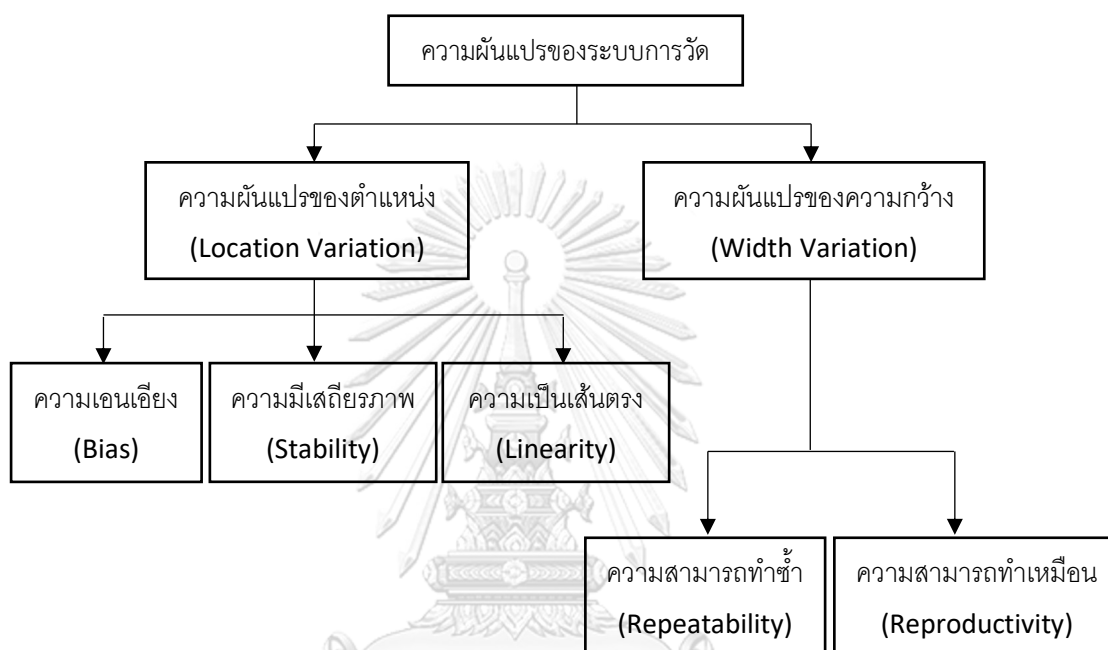 ความผันแปรของระบบการวัด
ความผันแปรของตำแหน่ง
(Location Variation)
ความผันแปรของความกว้าง
(Width Variation)
ความเอนเอียง
(Bias)
ความมีเสถียรภาพ
(Stability)
ความเป็นเส้นตรง
(Linearity)
ความสามารถทำซ้ำ
(Repeatability)
ความสามารถทำเหมือน
(Reproductivity)